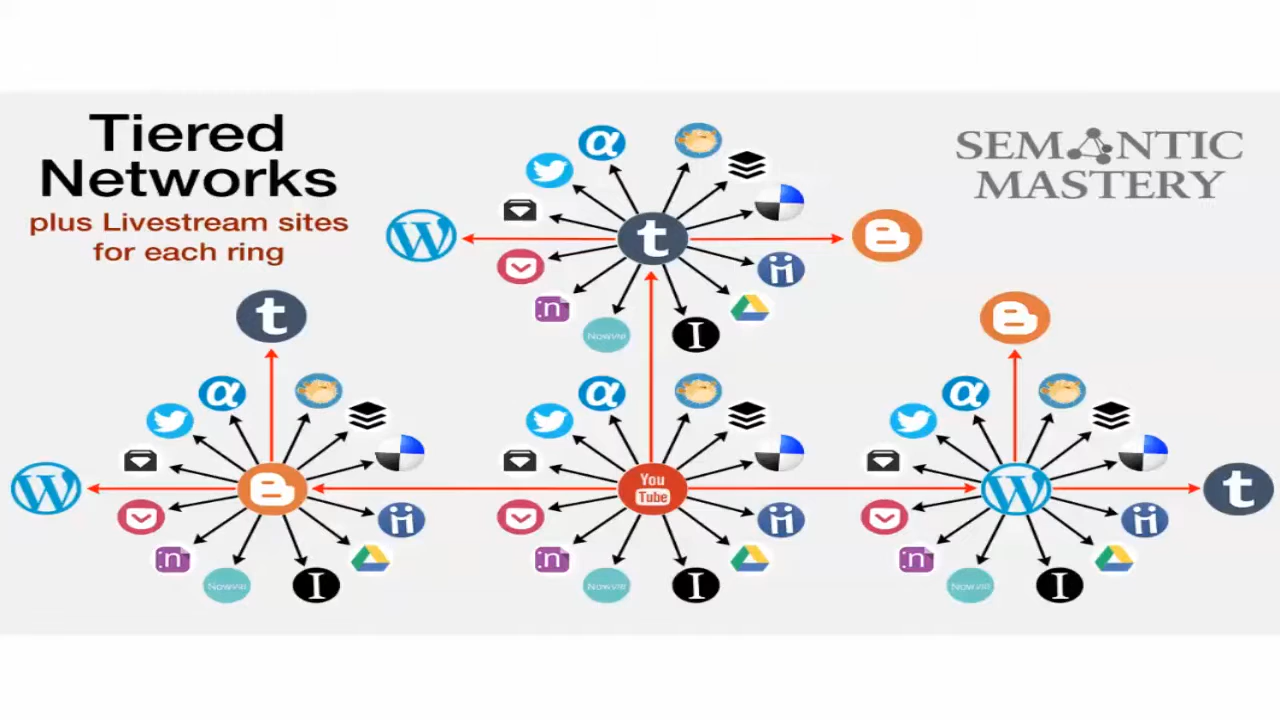 Tiered
Networks
plus Livestream sites
for each ring
SEMANTIC
MASTERY
You
Tube